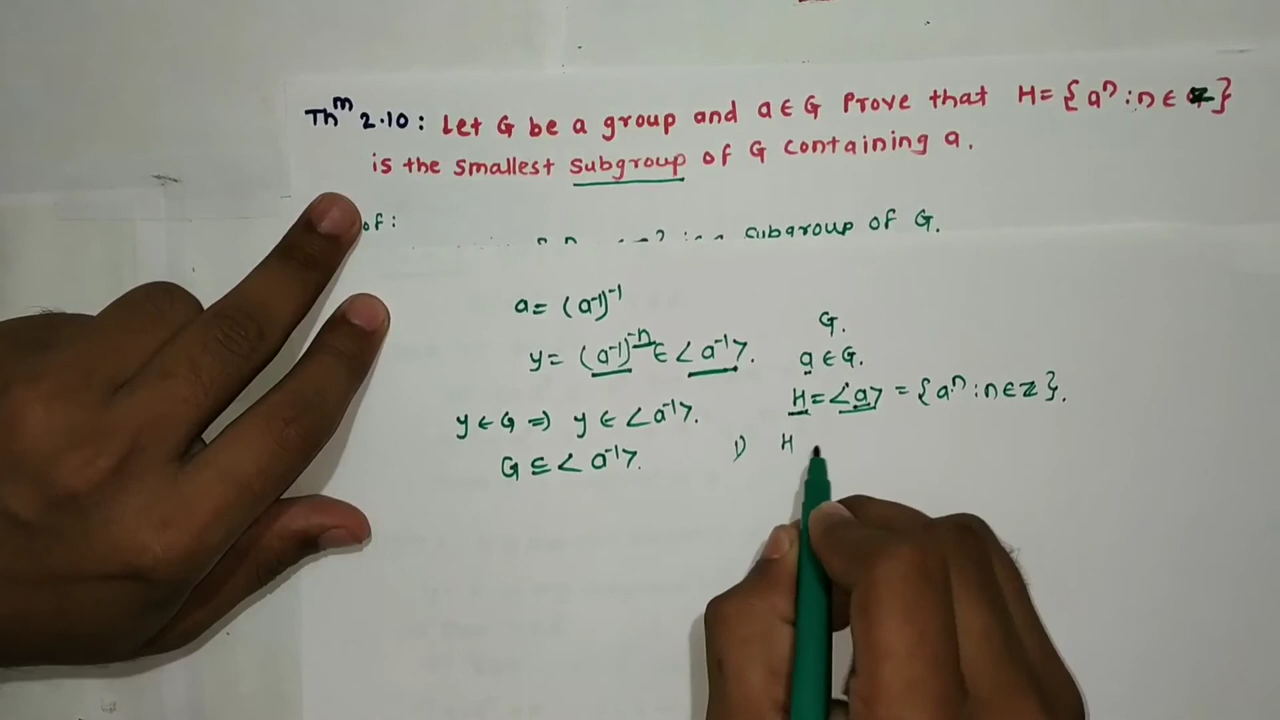 Thᵐ 2.10: Let G be a group and a ∈ G Prove that H = {aⁿ : n ∈ Z}
is the smallest subgroup of G containing a.
of:
subgroup of G.
a = (a⁻¹)⁻¹
y = (a⁻¹)⁻ⁿ ∈ <a⁻¹>.
y ∈ G ⇒ y ∈ <a⁻¹>.
G ⊆ <a⁻¹>.
G.
a ∈ G.
H = <a> = {aⁿ : n ∈ Z}.
1) H